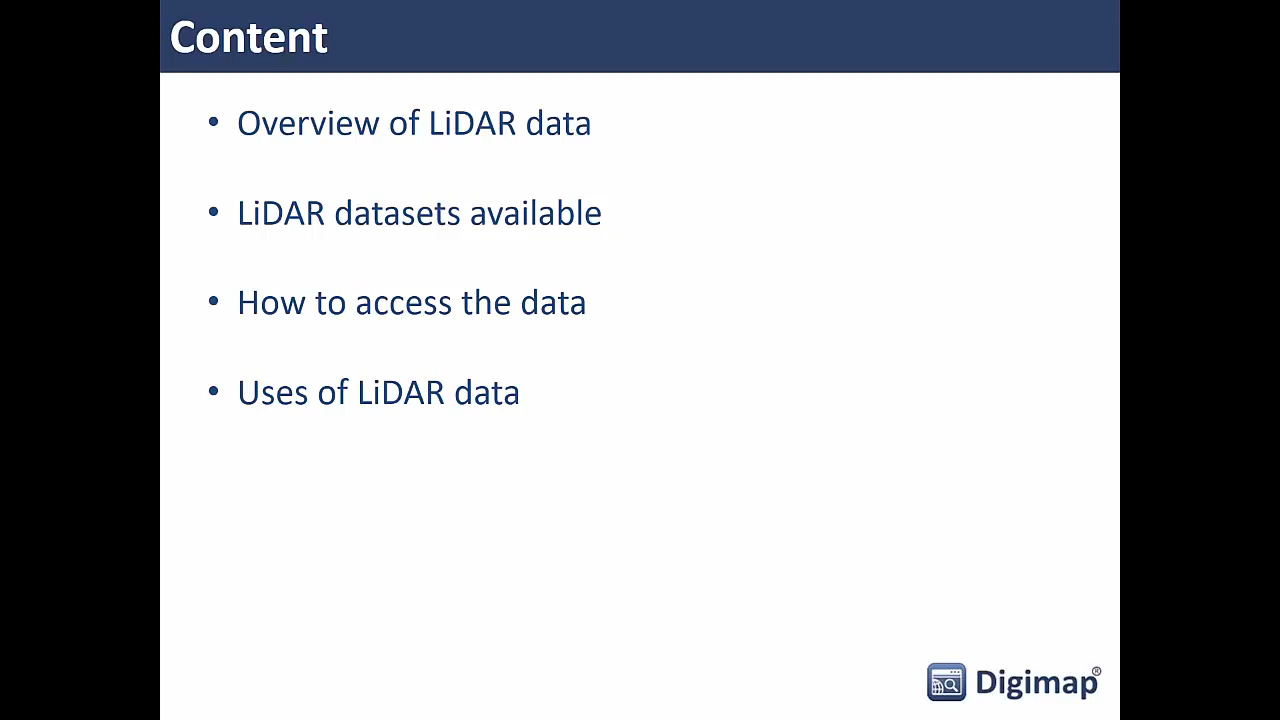 Content
• Overview of LiDAR data
• LiDAR datasets available
• How to access the data
• Uses of LiDAR data
Digimap®